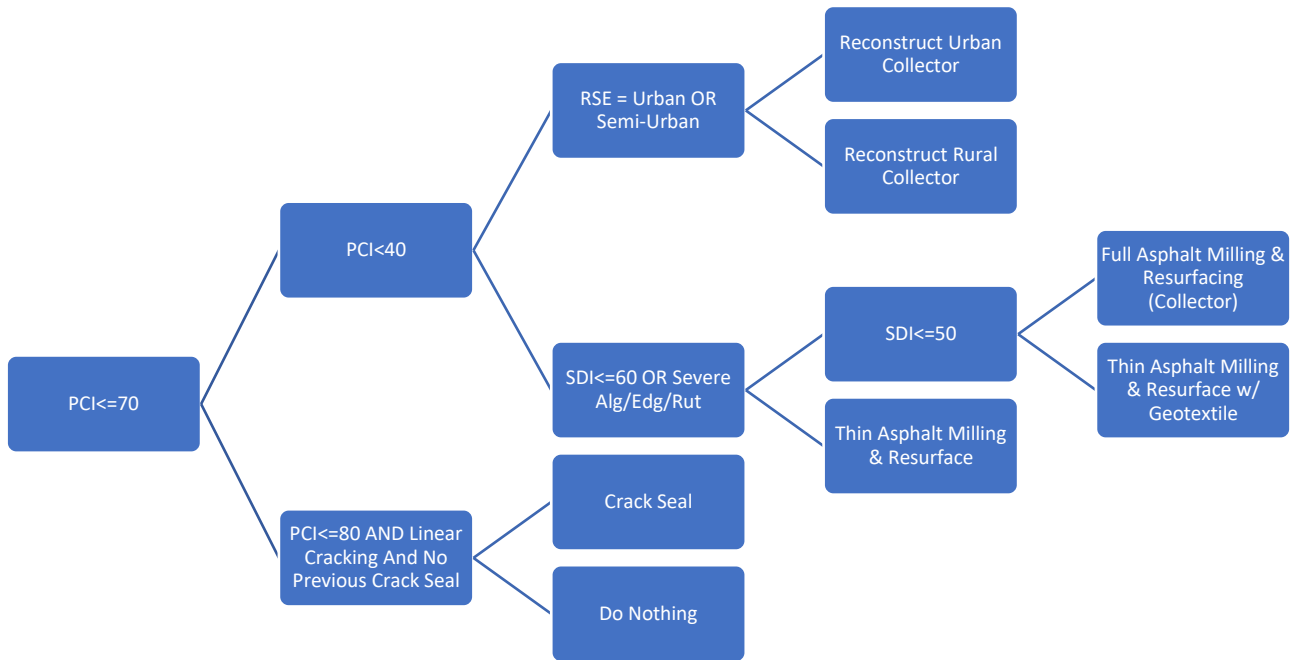 Reconstruct Urban
Collector
RSE = Urban OR
Semi-Urban
Reconstruct Rural
Collector
PCI<40
Full Asphalt Milling &
Resurfacing
(Collector)
SDI<=50
PCI<=70
SDI<=60 OR Severe
Alg/Edg/Rut
Thin Asphalt Milling
& Resurface w/
Geotextile
Thin Asphalt Milling
& Resurface
Crack Seal
PCI<=80 AND Linear
Cracking And No
Previous Crack Seal
Do Nothing